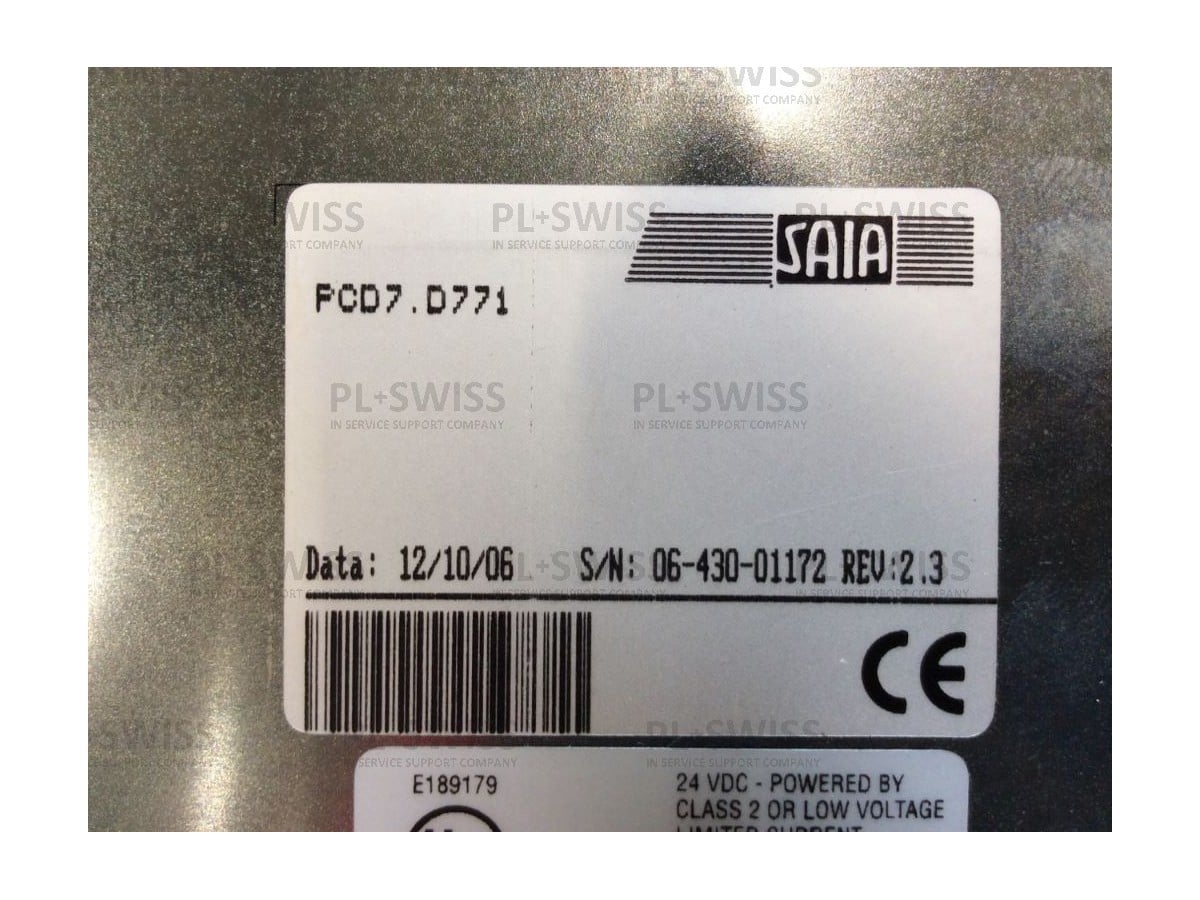 PL+SWISS
IN SERVICE SUPPORT COMPANY
SAIA
PCD7.D771
PL+SWISS PL+SWISS
IN SERVICE SUPPORT COMPANY IN SERVICE SUPPORT COMPANY
Data: 12/10/06 S/N: 06-430-01172 REV:2.3
CE
E189179
24 VDC - POWERED BY
CLASS 2 OR LOW VOLTAGE
LIMITED CURRENT